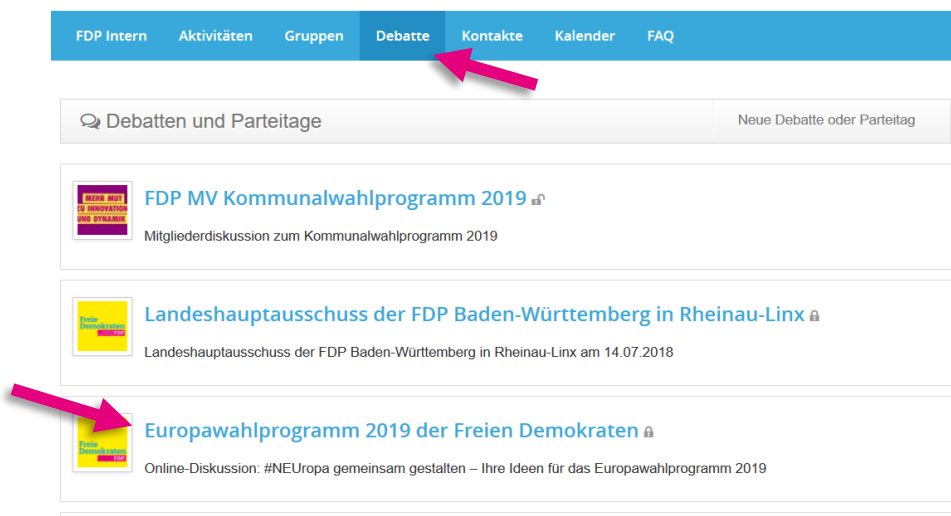 FDP Intern Aktivitäten Gruppen Debatte Kontakte Kalender FAQ
Debatten und Parteitage Neue Debatte oder Parteitag
MEHR MUT
ZU INNOVATION
UND DYNAMIK
FDP MV Kommunalwahlprogramm 2019
Mitgliederdiskussion zum Kommunalwahlprogramm 2019
Freie
Demokraten
FDP
Landeshauptausschuss der FDP Baden-Württemberg in Rheinau-Linx
Landeshauptausschuss der FDP Baden-Württemberg in Rheinau-Linx am 14.07.2018
Freie
Demokraten
FDP
Europawahlprogramm 2019 der Freien Demokraten
Online-Diskussion: #NEUropa gemeinsam gestalten – Ihre Ideen für das Europawahlprogramm 2019